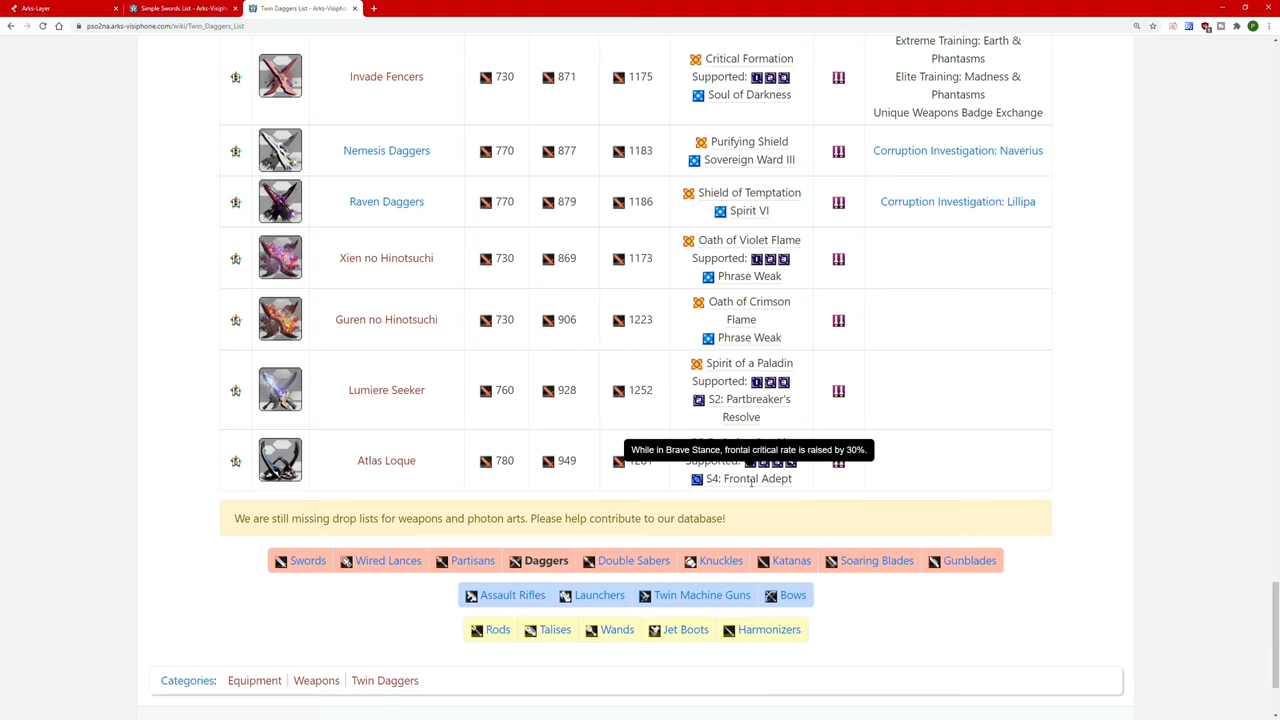 Arks-Layer
Simple Swords List - Arks-Visiph
Twin Daggers List - Arks-Visipho
pso2na.arks-visiphone.com/wiki/Twin_Daggers_List
Invade Fencers
730
871
1175
Critical Formation
Supported:
Soul of Darkness
Extreme Training: Earth &
Phantasms
Elite Training: Madness &
Phantasms
Unique Weapons Badge Exchange
Nemesis Daggers
770
877
1183
Purifying Shield
Sovereign Ward III
Corruption Investigation: Naverius
Raven Daggers
770
879
1186
Shield of Temptation
Spirit VI
Corruption Investigation: Lillipa
Xien no Hinotsuchi
730
869
1173
Oath of Violet Flame
Supported:
Phrase Weak
Guren no Hinotsuchi
730
906
1223
Oath of Crimson
Flame
Phrase Weak
Lumiere Seeker
760
928
1252
Spirit of a Paladin
Supported:
S2: Partbreaker's
Resolve
Atlas Loque
780
949
While in Brave Stance, frontal critical rate is raised by 30%.
Supported:
S4: Frontal Adept
We are still missing drop lists for weapons and photon arts. Please help contribute to our database!
Swords Wired Lances Partisans Daggers Double Sabers Knuckles Katanas Soaring Blades Gunblades
Assault Rifles Launchers Twin Machine Guns Bows
Rods Talises Wands Jet Boots Harmonizers
Categories: Equipment Weapons Twin Daggers